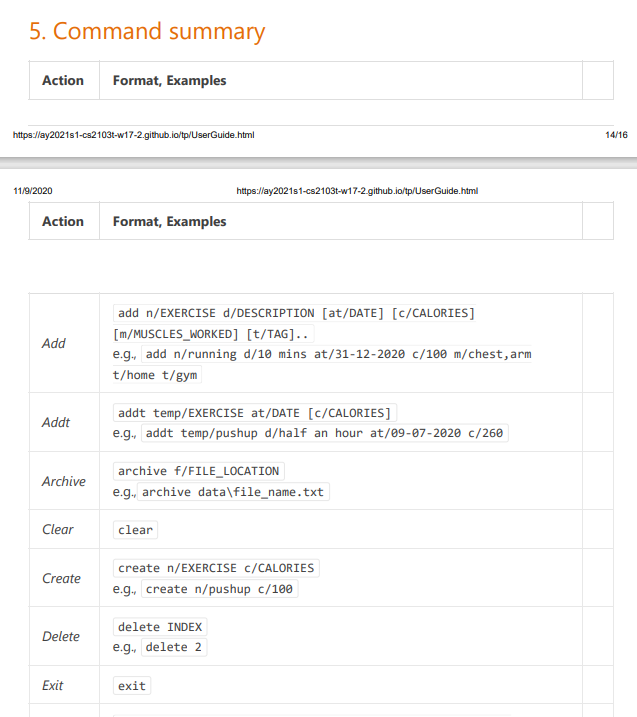 5. Command summary
Action Format, Examples
https://ay2021s1-cs2103t-w17-2.github.io/tp/UserGuide.html 14/16
11/9/2020 https://ay2021s1-cs2103t-w17-2.github.io/tp/UserGuide.html
Action Format, Examples
Add
add n/EXERCISE d/DESCRIPTION [at/DATE] [c/CALORIES]
[m/MUSCLES_WORKED] [t/TAG]..
e.g., add n/running d/10 mins at/31-12-2020 c/100 m/chest,arm
t/home t/gym
Addt
addt temp/EXERCISE at/DATE [c/CALORIES]
e.g., addt temp/pushup d/half an hour at/09-07-2020 c/260
Archive
archive f/FILE_LOCATION
e.g., archive data\file_name.txt
Clear
clear
Create
create n/EXERCISE c/CALORIES
e.g., create n/pushup c/100
Delete
delete INDEX
e.g., delete 2
Exit
exit